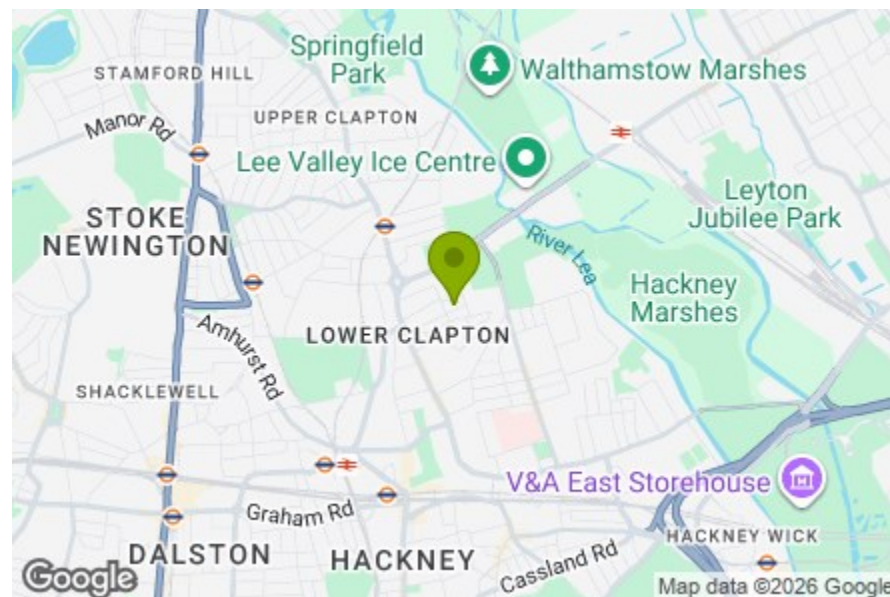 Springfield
Park
Walthamstow Marshes
STAMFORD HILL
UPPER CLAPTON
Manor Rd
Lee Valley Ice Centre
Leyton
Jubilee Park
STOKE
NEWINGTON
River Lea
Hackney
Marshes
LOWER CLAPTON
Amhurst Rd
SHACKLEWELL
V&A East Storehouse
Graham Rd
HACKNEY WICK
DALSTON
HACKNEY
Cassland Rd
Google
Map data ©2026 Google